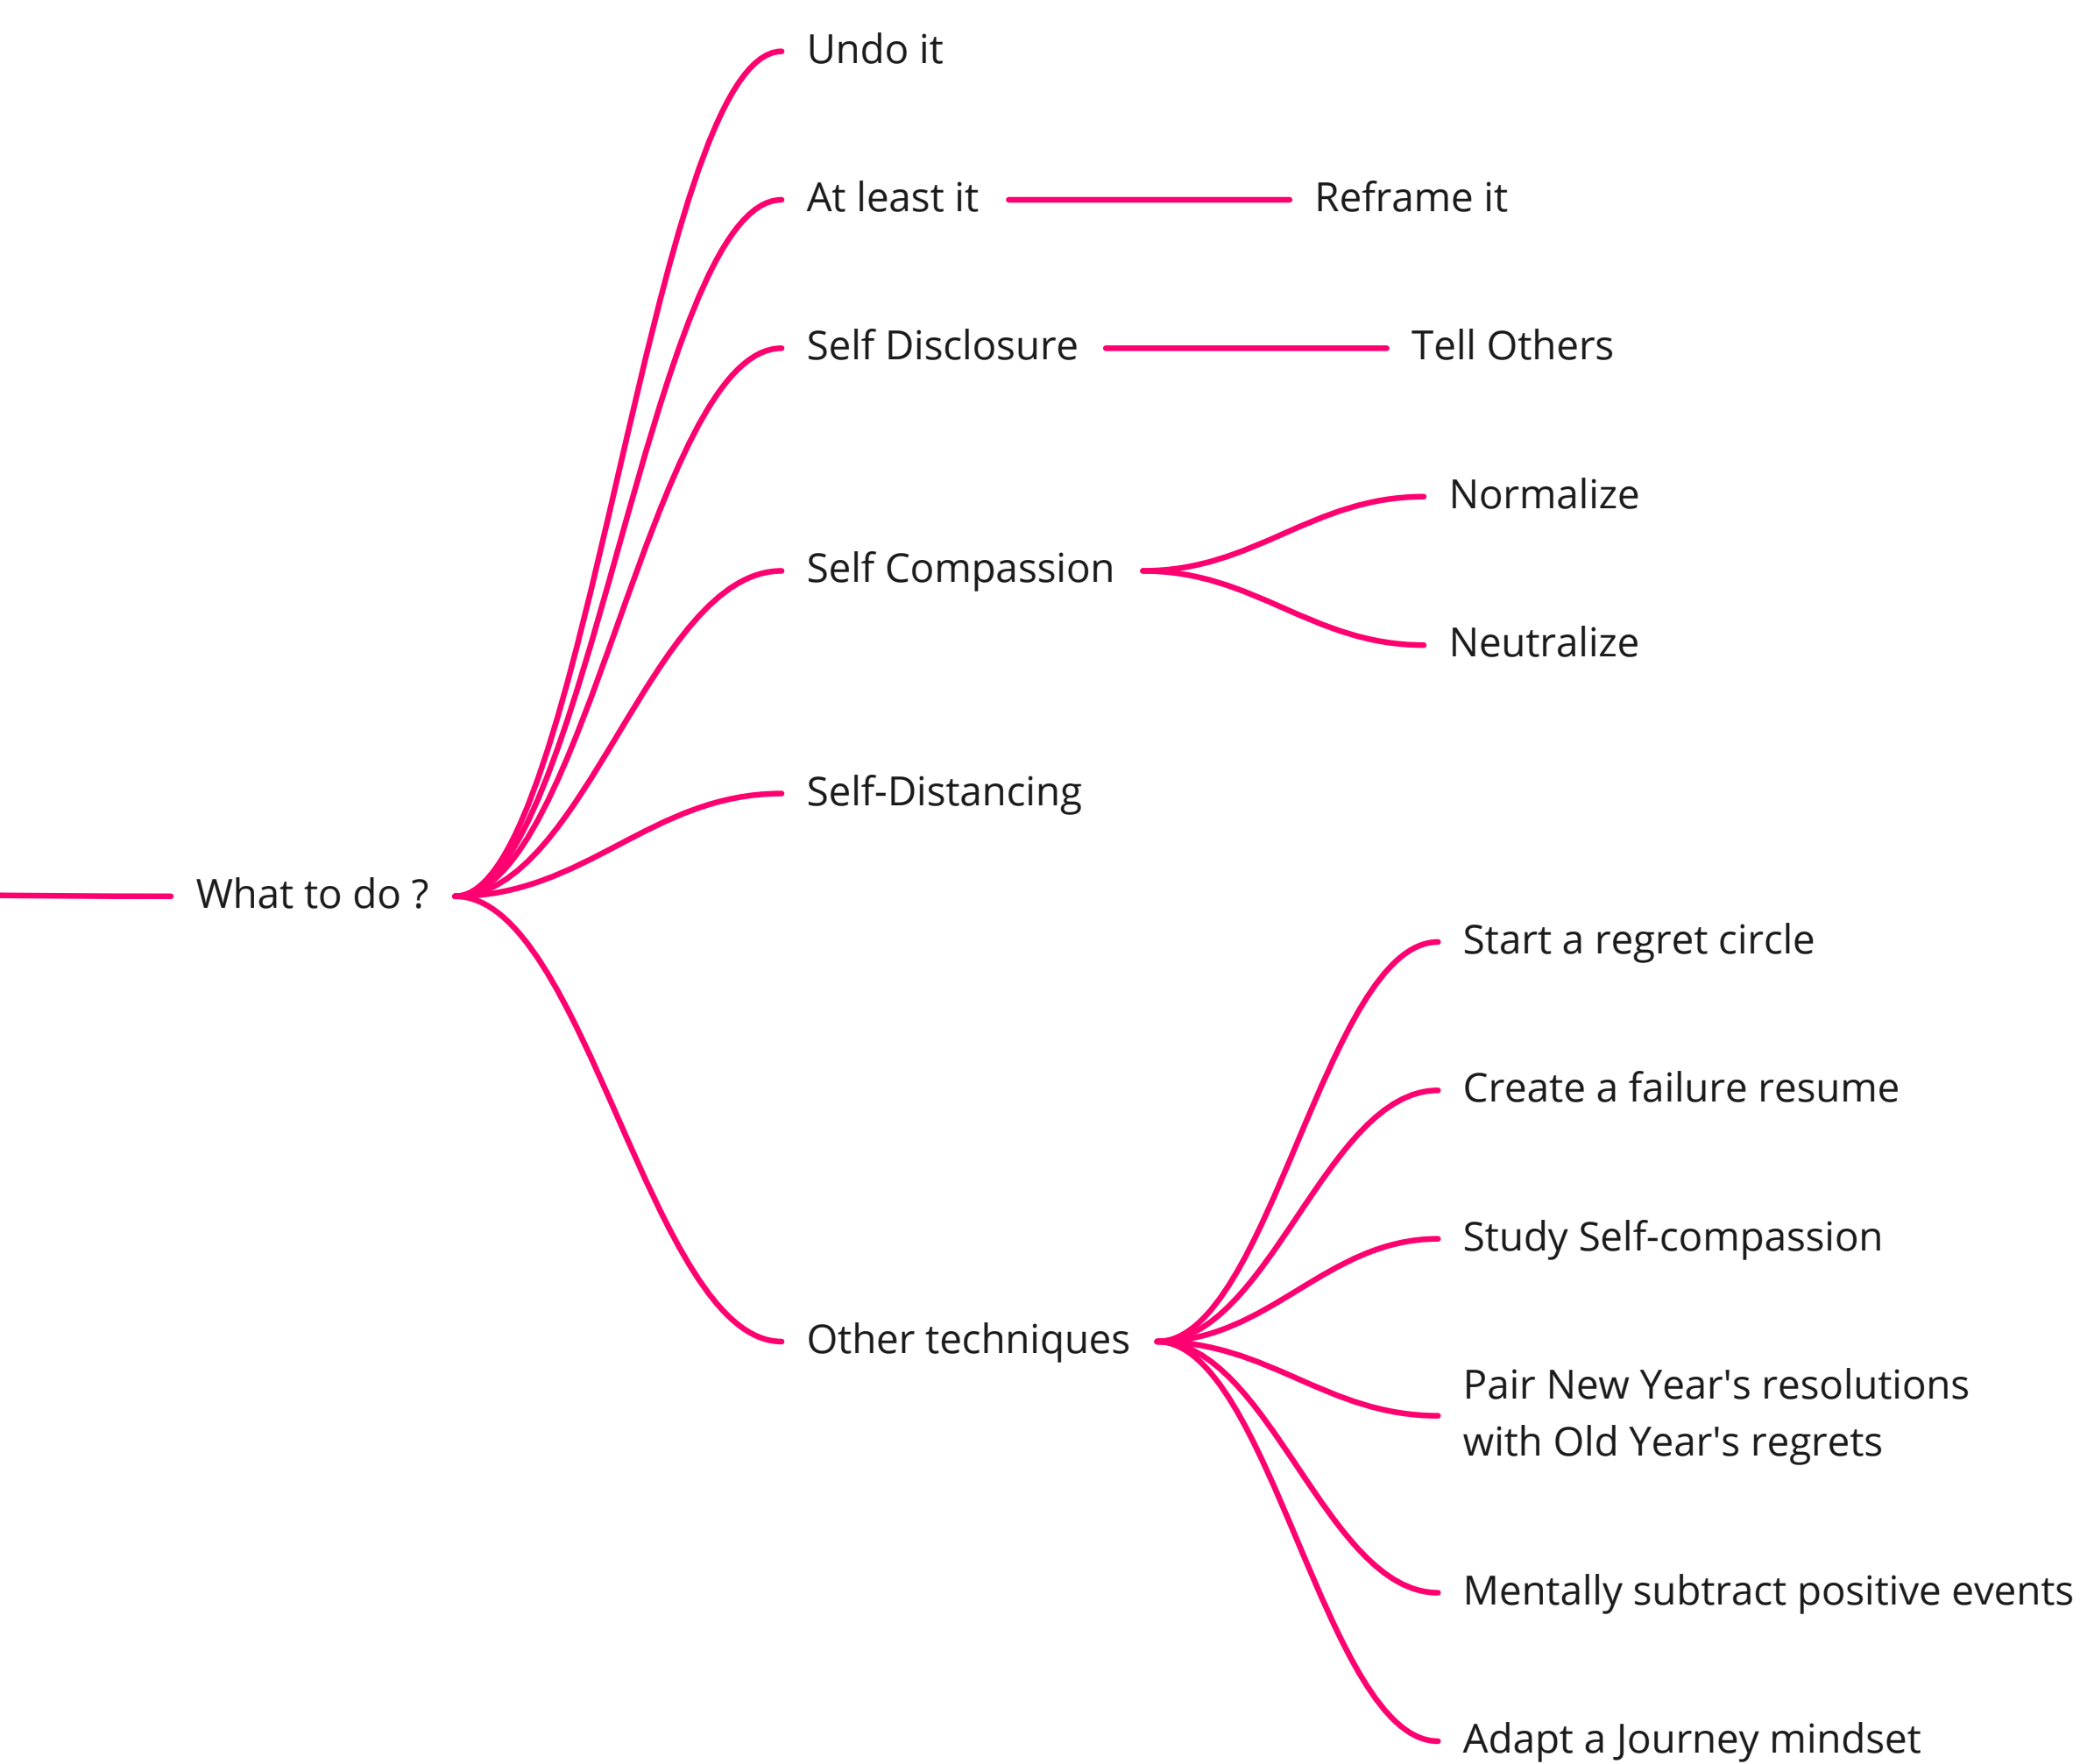 Undo it
At least it
Reframe it
Self Disclosure
Tell Others
Self Compassion
Normalize
Neutralize
Self-Distancing
What to do ?
Other techniques
Start a regret circle
Create a failure resume
Study Self-compassion
Pair New Year's resolutions
with Old Year's regrets
Mentally subtract positive events
Adapt a Journey mindset